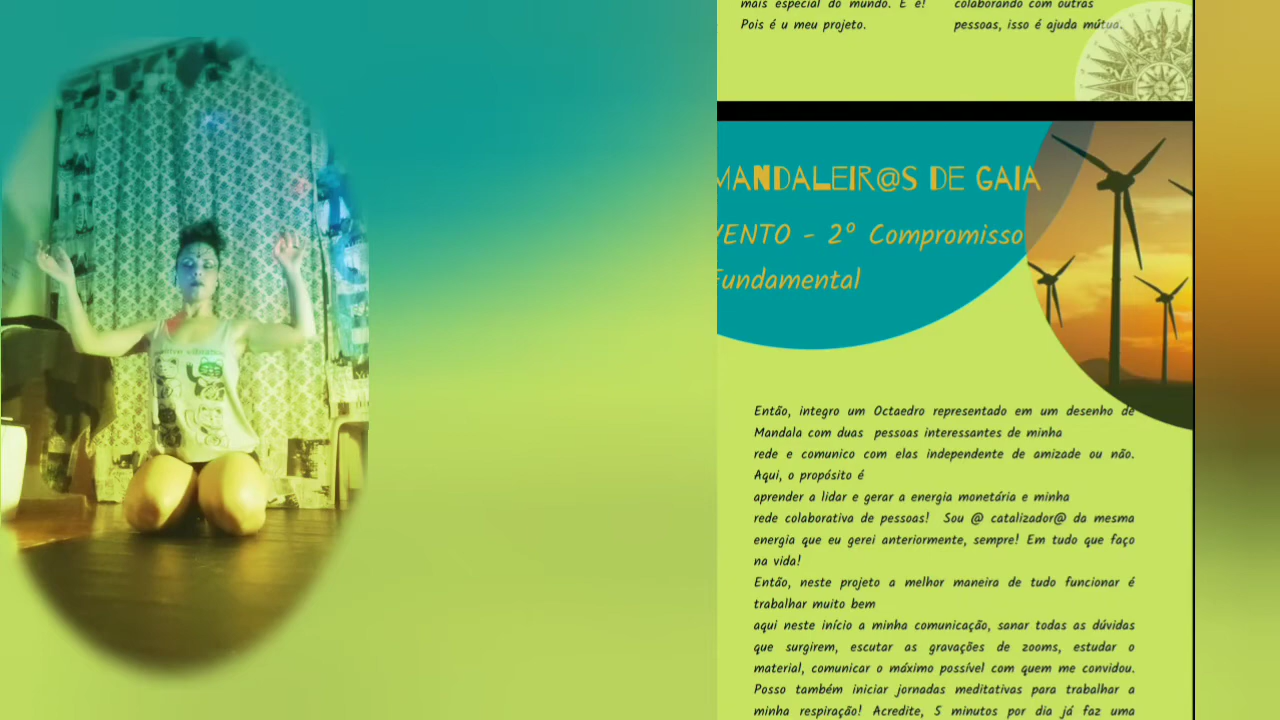 mais especial do mundo. E é!
Pois é u meu projeto.
colaborando com outras
pessoas, isso é ajuda mútua.
MANDALEIR@S DE GAIA
VENTO - 2º Compromisso
Fundamental
Então, integro um Octaedro representado em um desenho de
Mandala com duas pessoas interessantes de minha
rede e comunico com elas independente de amizade ou não.
Aqui, o propósito é
aprender a lidar e gerar a energia monetária e minha
rede colaborativa de pessoas! Sou @ catalizador@ da mesma
energia que eu gerei anteriormente, sempre! Em tudo que faço
na vida!
Então, neste projeto a melhor maneira de tudo funcionar é
trabalhar muito bem
aqui neste início a minha comunicação, sanar todas as dúvidas
que surgirem, escutar as gravações de zooms, estudar o
material, comunicar o máximo possível com quem me convidou.
Posso também iniciar jornadas meditativas para trabalhar a
minha respiração! Acredite, 5 minutos por dia já faz uma